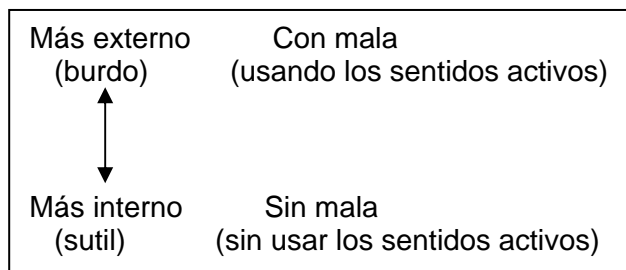 Más externo Con mala
(burdo) (usando los sentidos activos)
Más interno Sin mala
(sutil) (sin usar los sentidos activos)